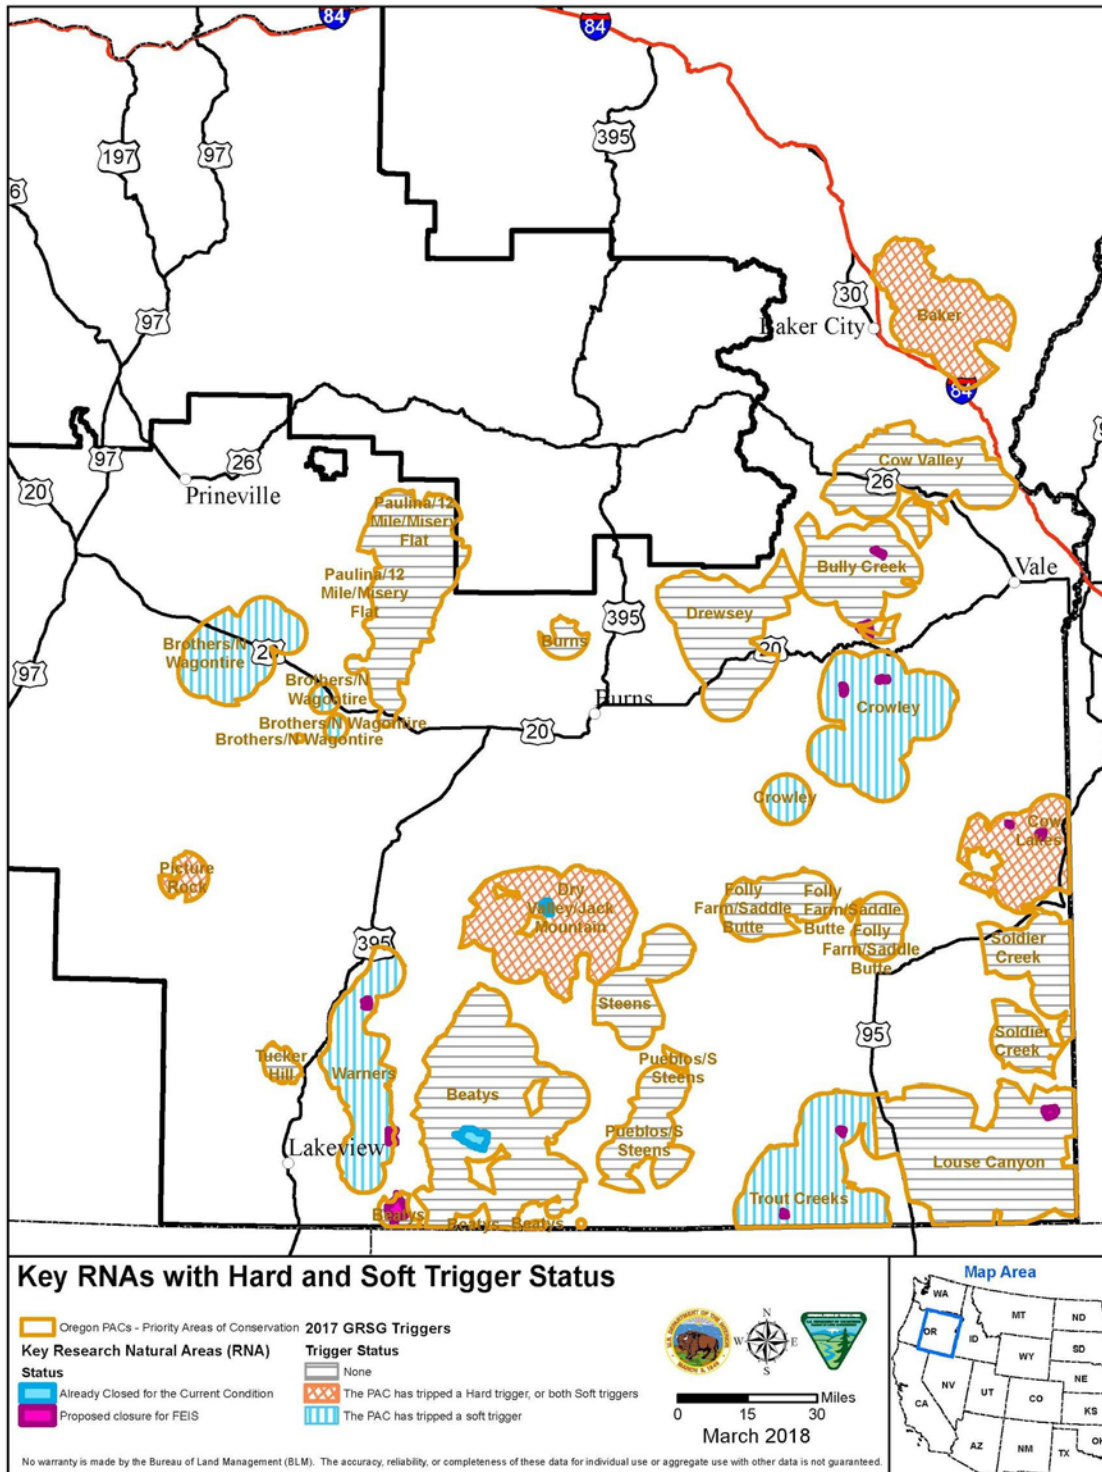 84
84
197
97
395
6
97
30
Baker
Baker City
84
97
26
20
Prineville
Cow Valley
26
Paulina/12
Mile/Misery
Flat
Paulina/12
Mile/Misery
Flat
Bully Creek
Vale
Drewsey
395
Burns
20
Brothers/N
Wagontire
20
97
Brothers/N
Wagontire
Brothers/N Wagontire
Brothers/N Wagontire
Burns
20
Crowley
Crowley
Cow
Lakes
Picture
Rock
Dry
Valley/Jack
Mountain
Folly
Farm/Saddle
Butte
Folly
Farm/Saddle
Butte
Folly
Farm/Saddle
Butte
395
Soldier
Creek
Steens
95
Soldier
Creek
Tucker
Hill
Warners
Pueblos/S
Steens
Beatys
Pueblos/S
Steens
Lakeview
Louse Canyon
Trout Creeks
Beatys
Beatys
Beatys
Key RNAs with Hard and Soft Trigger Status
Oregon PACs - Priority Areas of Conservation
Key Research Natural Areas (RNA)
Status
Already Closed for the Current Condition
Proposed closure for FEIS
2017 GRSG Triggers
Trigger Status
None
The PAC has tripped a Hard trigger, or both Soft triggers
The PAC has tripped a soft trigger
N
W
E
S
Miles
0 15 30
March 2018
No warranty is made by the Bureau of Land Management (BLM). The accuracy, reliability, or completeness of these data for individual use or aggregate use with other data is not guaranteed.
Map Area
WA
MT
ND
OR
ID
SD
WY
NE
NV
UT
CO
KS
CA
AZ
NM
TX
OK